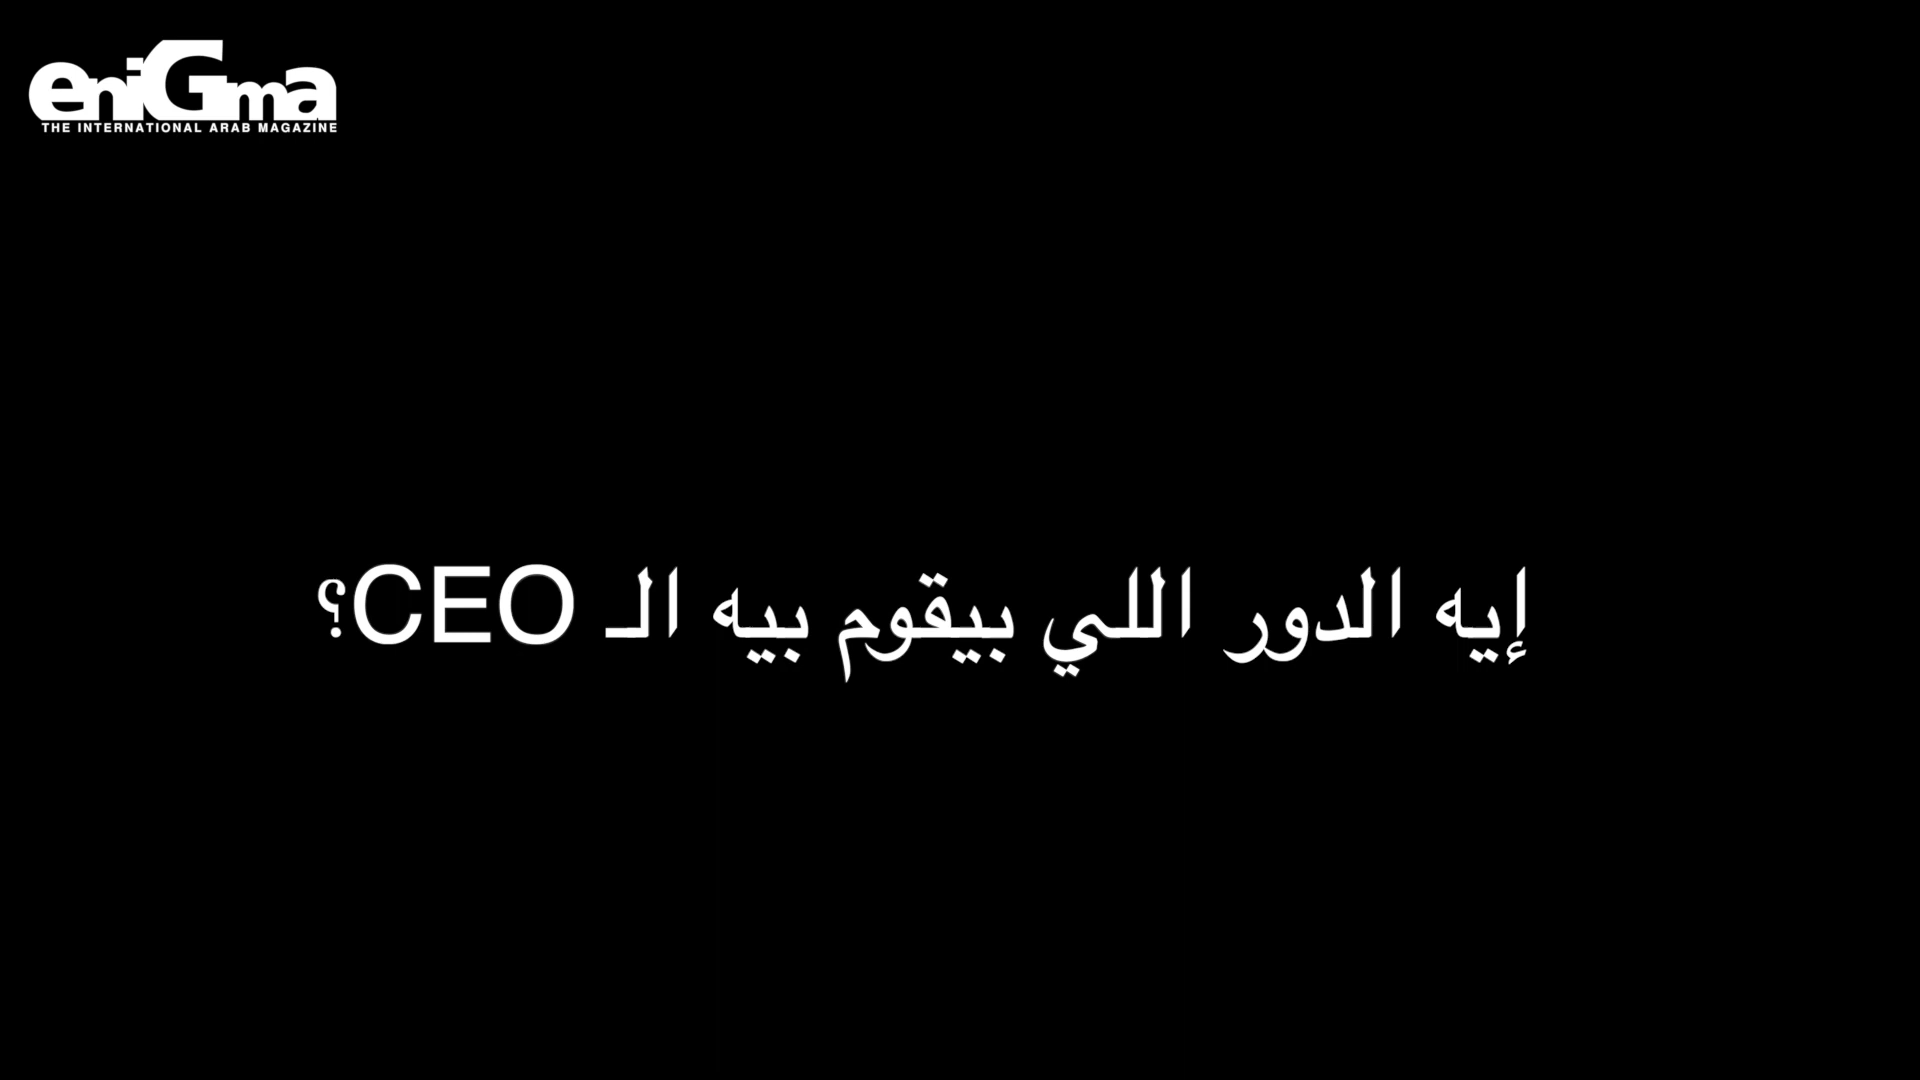 eniGma
THE INTERNATIONAL ARAB MAGAZINE
إيه الدور اللي بيقوم بيه الـ CEO؟